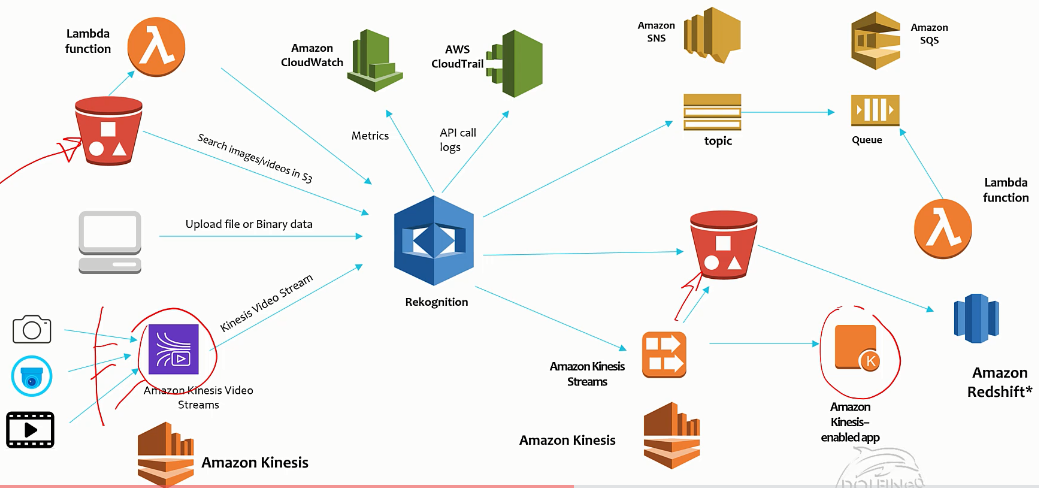 Lambda
function
Amazon
CloudWatch
AWS
CloudTrail
Amazon
SNS
Amazon
SQS
Metrics
API call
logs
Search images/videos in S3
topic
Queue
Lambda
function
Upload file or Binary data
Rekognition
Kinesis Video Stream
Amazon Kinesis Video
Streams
Amazon Kinesis
Streams
K
Amazon
Redshift*
Amazon
Kinesis–
enabled app
Amazon Kinesis
Amazon Kinesis